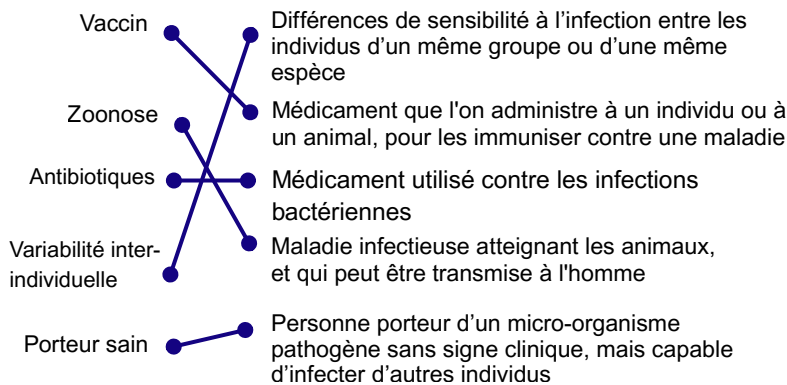 Vaccin
Différences de sensibilité à l’infection entre les
individus d’un même groupe ou d’une même
espèce
Zoonose
Médicament que l'on administre à un individu ou à
un animal, pour les immuniser contre une maladie
Antibiotiques
Médicament utilisé contre les infections
bactériennes
Variabilité inter-
individuelle
Maladie infectieuse atteignant les animaux,
et qui peut être transmise à l'homme
Porteur sain
Personne porteur d’un micro-organisme
pathogène sans signe clinique, mais capable
d’infecter d’autres individus